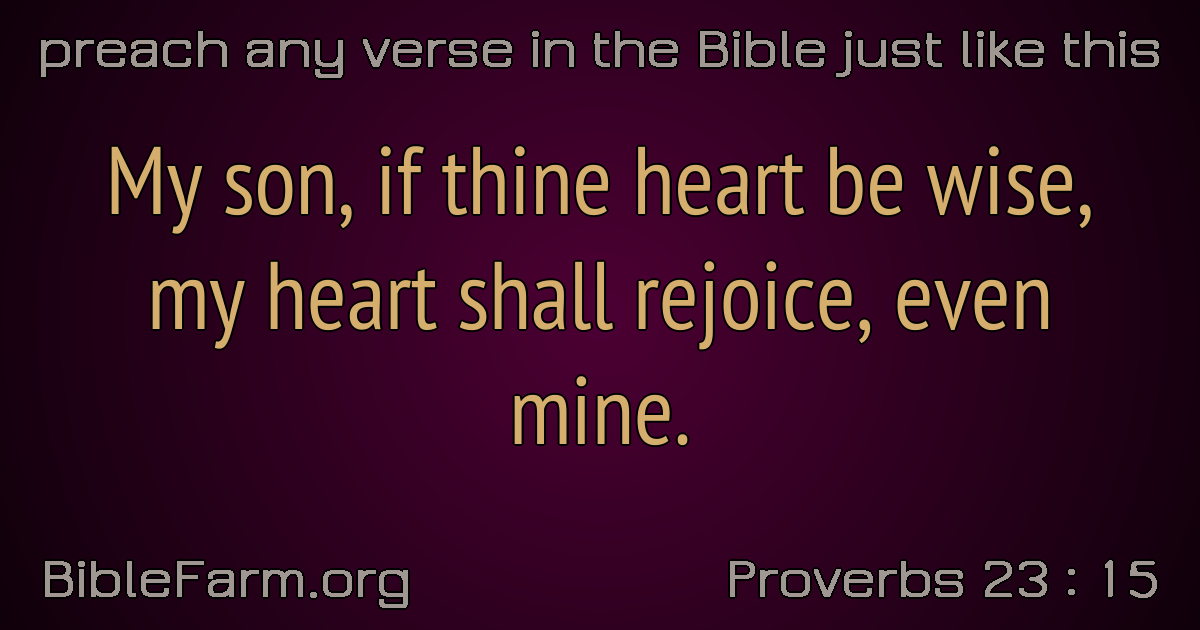 preach any verse in the Bible just like this
My son, if thine heart be wise,
my heart shall rejoice, even
mine.
BibleFarm.org
Proverbs 23 : 15